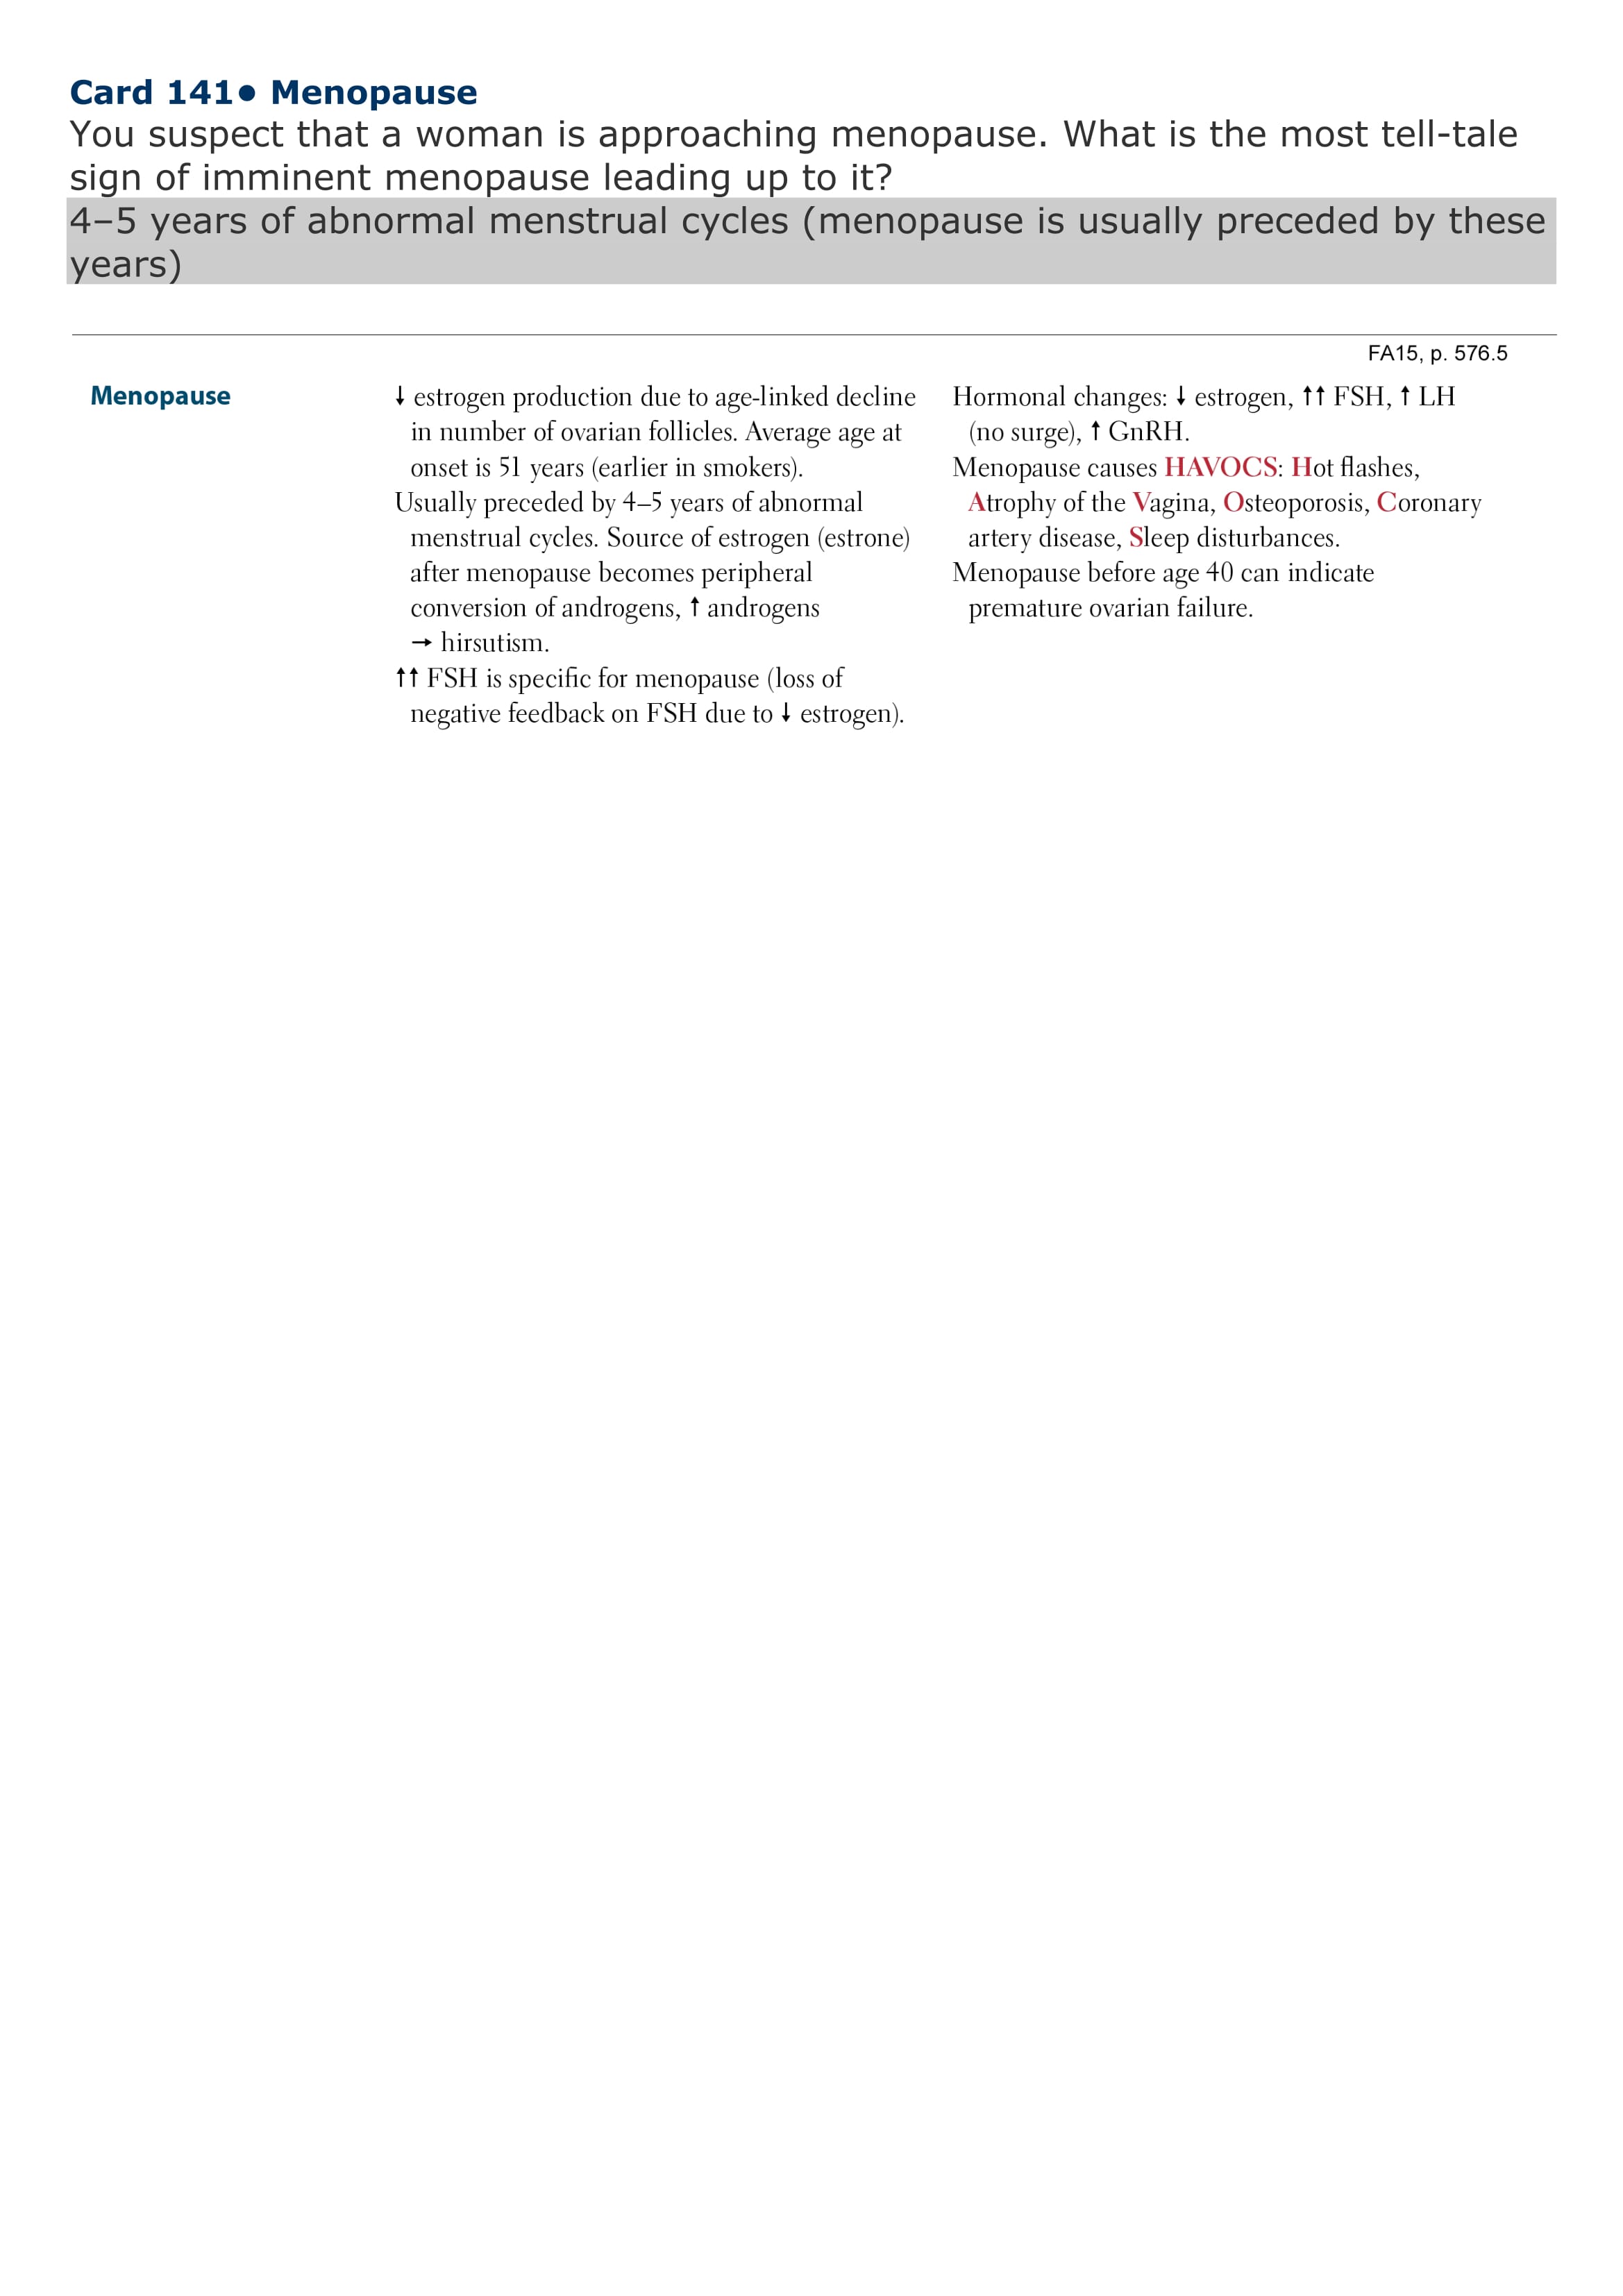 Card 141● Menopause
You suspect that a woman is approaching menopause. What is the most tell-tale
sign of imminent menopause leading up to it?
4–5 years of abnormal menstrual cycles (menopause is usually preceded by these
years)
FA15, p. 576.5
Menopause
↓ estrogen production due to age-linked decline
in number of ovarian follicles. Average age at
onset is 51 years (earlier in smokers).
Usually preceded by 4–5 years of abnormal
menstrual cycles. Source of estrogen (estrone)
after menopause becomes peripheral
conversion of androgens, ↑ androgens
→ hirsutism.
↑↑ FSH is specific for menopause (loss of
negative feedback on FSH due to ↓ estrogen).
Hormonal changes: ↓ estrogen, ↑↑ FSH, ↑ LH
(no surge), ↑ GnRH.
Menopause causes HAVOCS: Hot flashes,
Atrophy of the Vagina, Osteoporosis, Coronary
artery disease, Sleep disturbances.
Menopause before age 40 can indicate
premature ovarian failure.